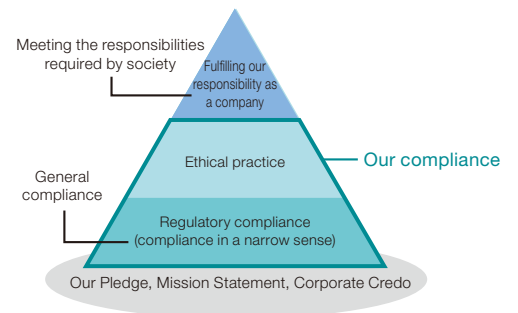 Meeting the responsibilities
required by society
Fulfilling our
responsibility as
a company
Ethical practice
Our compliance
General
compliance
Regulatory compliance
(compliance in a narrow sense)
Our Pledge, Mission Statement, Corporate Credo